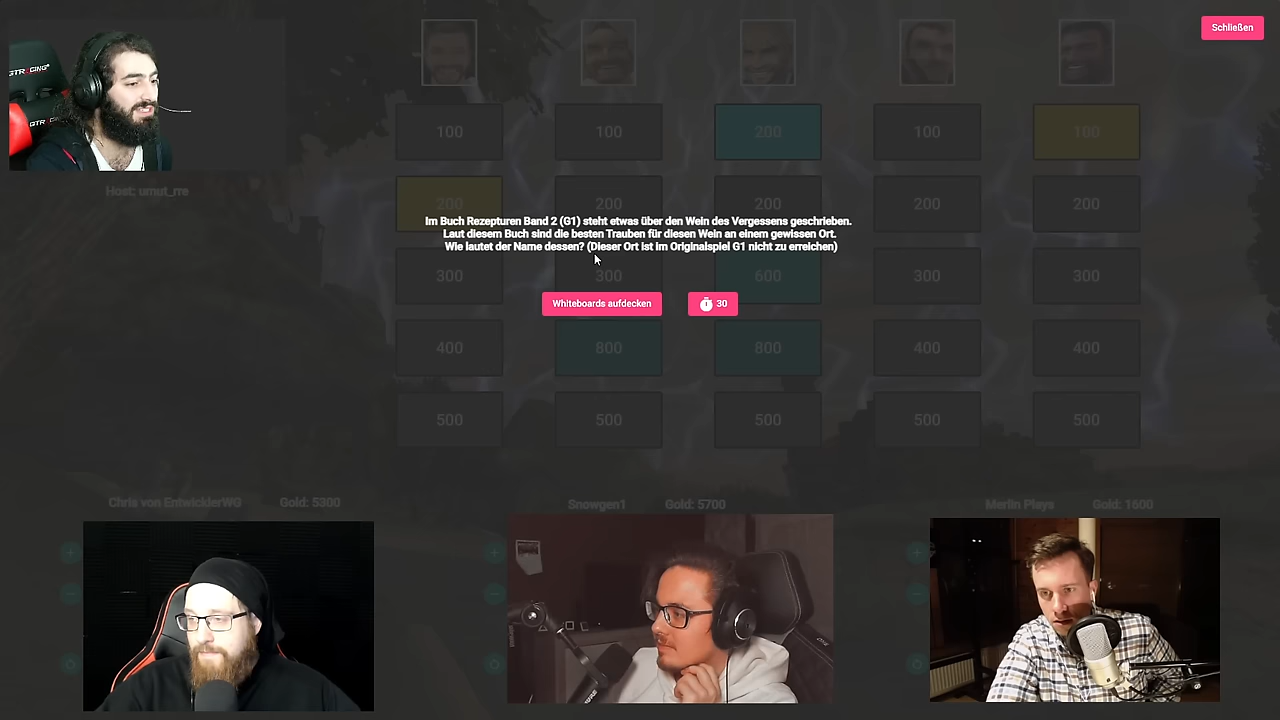 Schließen
GTRACING
GTR
Host: umut_rre
100 100 200 100 100
200 200 200 200
Im Buch Rezepturen Band 2 (G1) steht etwas über den Wein des Vergessens geschrieben.
Laut diesem Buch sind die besten Trauben für diesen Wein an einem gewissen Ort.
Wie lautet der Name dessen? (Dieser Ort ist im Originalspiel G1 nicht zu erreichen)
300 300 600 300 300
Whiteboards aufdecken
30
400 800 800 400 400
500 500 500 500 500
Chris von EntwicklerWG Gold: 5300
Snowgen1 Gold: 5700
Merlin Plays Gold: 1600